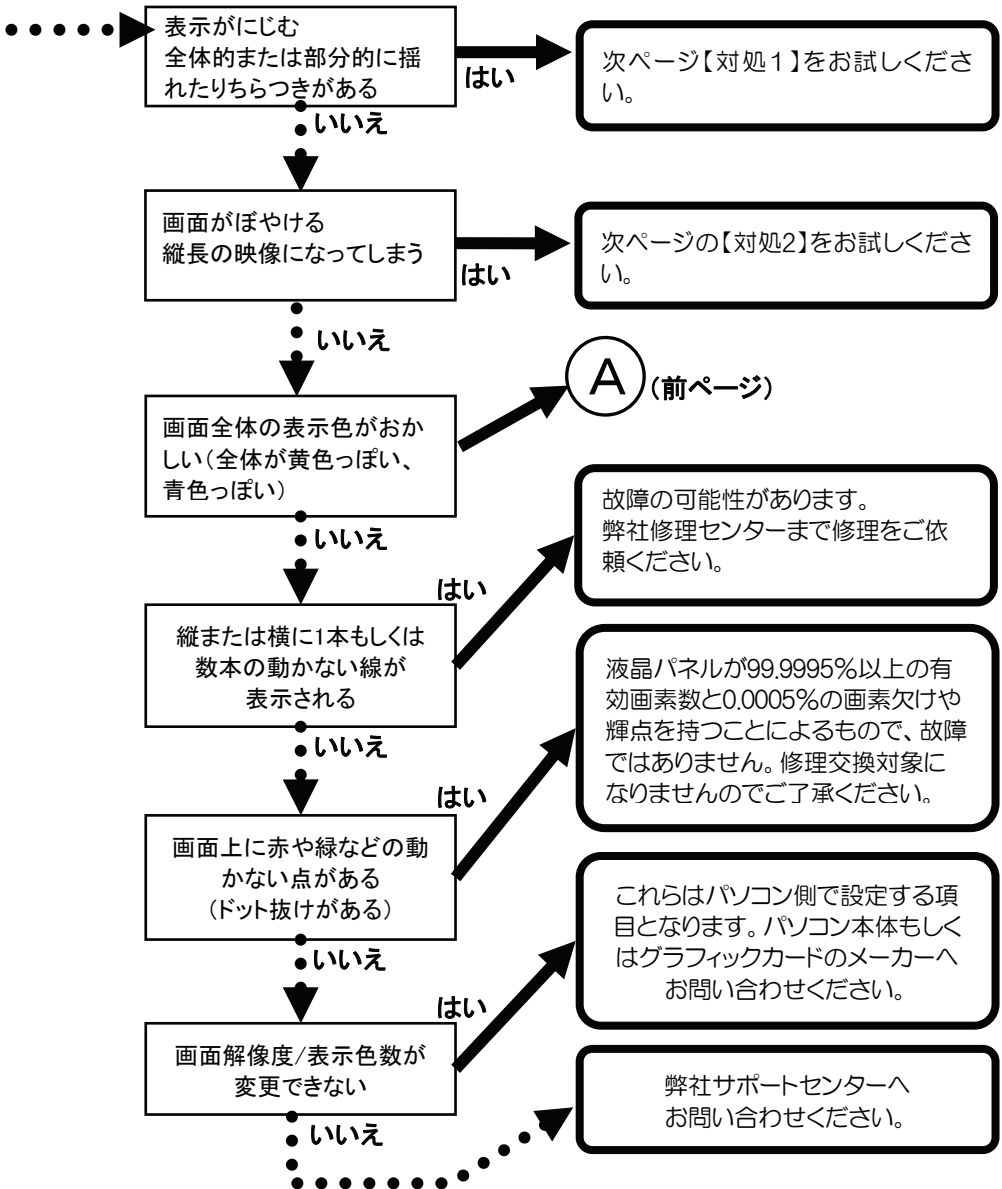 表示がにじむ
全体的または部分的に揺
れたりちらつきがある
はい
次ページ【対処1】をお試しくださ
い。
いいえ
画面がぼやける
縦長の映像になってしまう
はい
次ページの【対処2】をお試しくださ
い。
いいえ
A
(前ページ)
画面全体の表示色がおか
しい(全体が黄色っぽい、
青色っぽい)
いいえ
はい
故障の可能性があります。
弊社修理センターまで修理をご依
頼ください。
縦または横に1本もしくは
数本の動かない線が
表示される
いいえ
はい
液晶パネルが99.9995%以上の有
効画素数と0.0005%の画素欠けや
輝点を持つことによるもので、故障
ではありません。修理交換対象に
なりませんのでご了承ください。
画面上に赤や緑などの動
かない点がある
(ドット抜けがある)
いいえ
はい
これらはパソコン側で設定する項
目となります。パソコン本体もしく
はグラフィックカードのメーカーへ
お問い合わせください。
画面解像度/表示色数が
変更できない
いいえ
弊社サポートセンターへ
お問い合わせください。